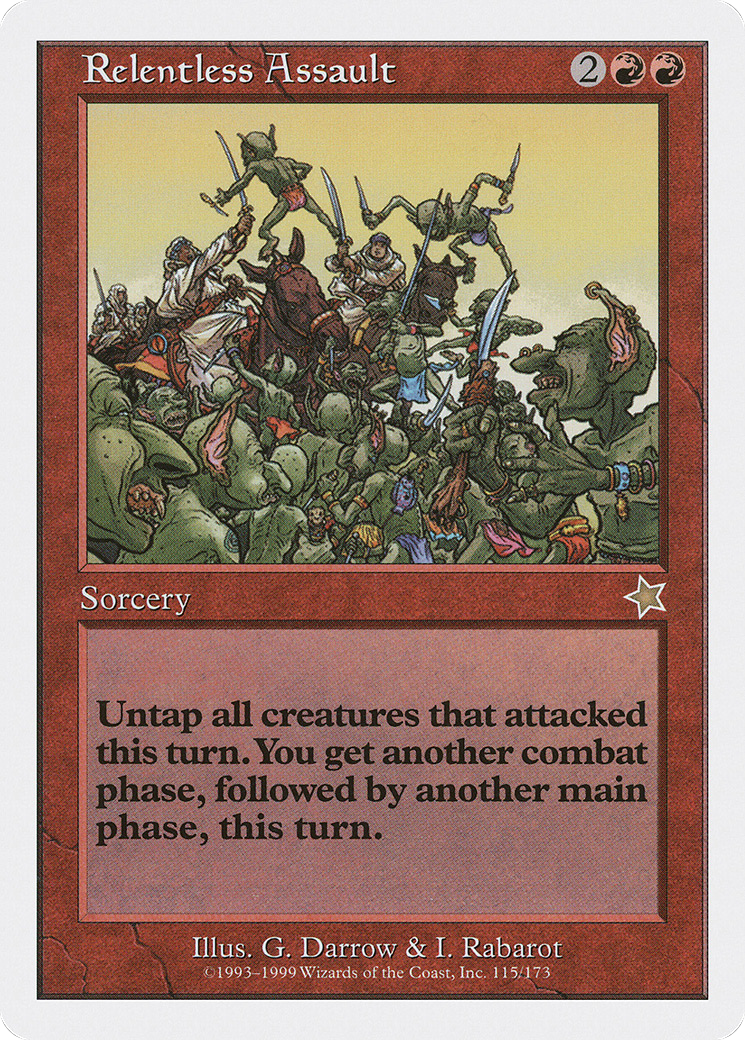 Relentless Assault 2
Sorcery
Untap all creatures that attacked
this turn. You get another combat
phase, followed by another main
phase, this turn.
Illus. G. Darrow & I. Rabarot
©1993–1999 Wizards of the Coast, Inc. 115/173